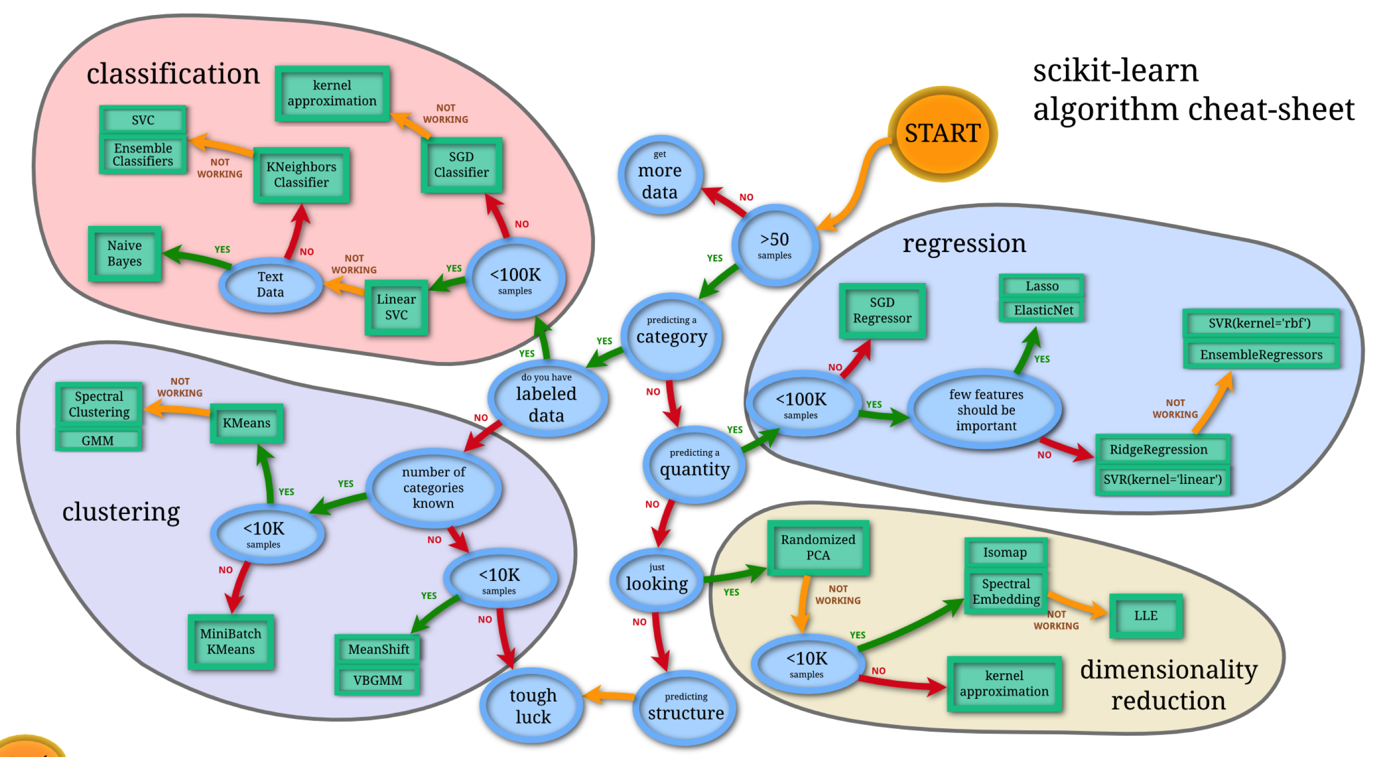 scikit-learn
algorithm cheat-sheet
START
>50
samples
NO
get
more
data
YES
predicting a
category
YES
do you have
labeled
data
YES
NO
NO
predicting a
quantity
YES
NO
just
looking
YES
NO
predicting
structure
tough
luck
classification
kernel
approximation
NOT
WORKING
SGD
Classifier
NO
<100K
samples
YES
Linear
SVC
NOT
WORKING
Text
Data
YES
Naive
Bayes
NO
KNeighbors
Classifier
NOT
WORKING
SVC
Ensemble
Classifiers
regression
<100K
samples
NO
SGD
Regressor
YES
few features
should be
important
YES
Lasso
ElasticNet
NO
RidgeRegression
SVR(kernel='linear')
NOT
WORKING
SVR(kernel='rbf')
EnsembleRegressors
clustering
number of
categories
known
YES
<10K
samples
YES
KMeans
NOT
WORKING
Spectral
Clustering
GMM
NO
MiniBatch
KMeans
NO
<10K
samples
YES
MeanShift
VBGMM
NO
dimensionality
reduction
Randomized
PCA
NOT
WORKING
<10K
samples
YES
Isomap
Spectral
Embedding
NOT
WORKING
LLE
NO
kernel
approximation